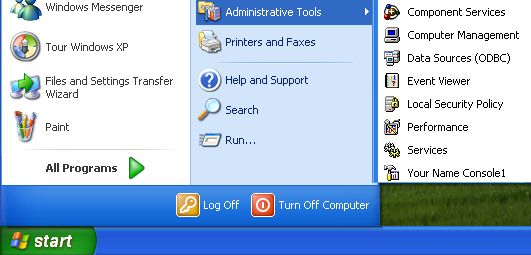 Windows Messenger
Tour Windows XP
Files and Settings Transfer
Wizard
Paint
All Programs
Administrative Tools
Printers and Faxes
Help and Support
Search
Run...
Component Services
Computer Management
Data Sources (ODBC)
Event Viewer
Local Security Policy
Performance
Services
Your Name Console1
Log Off
Turn Off Computer
start